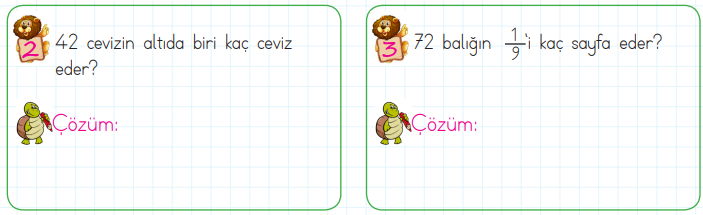 2
42 cevizin altıda biri kaç ceviz
eder?
Çözüm:
3
72 balığın 1/9'i kaç sayfa eder?
Çözüm: